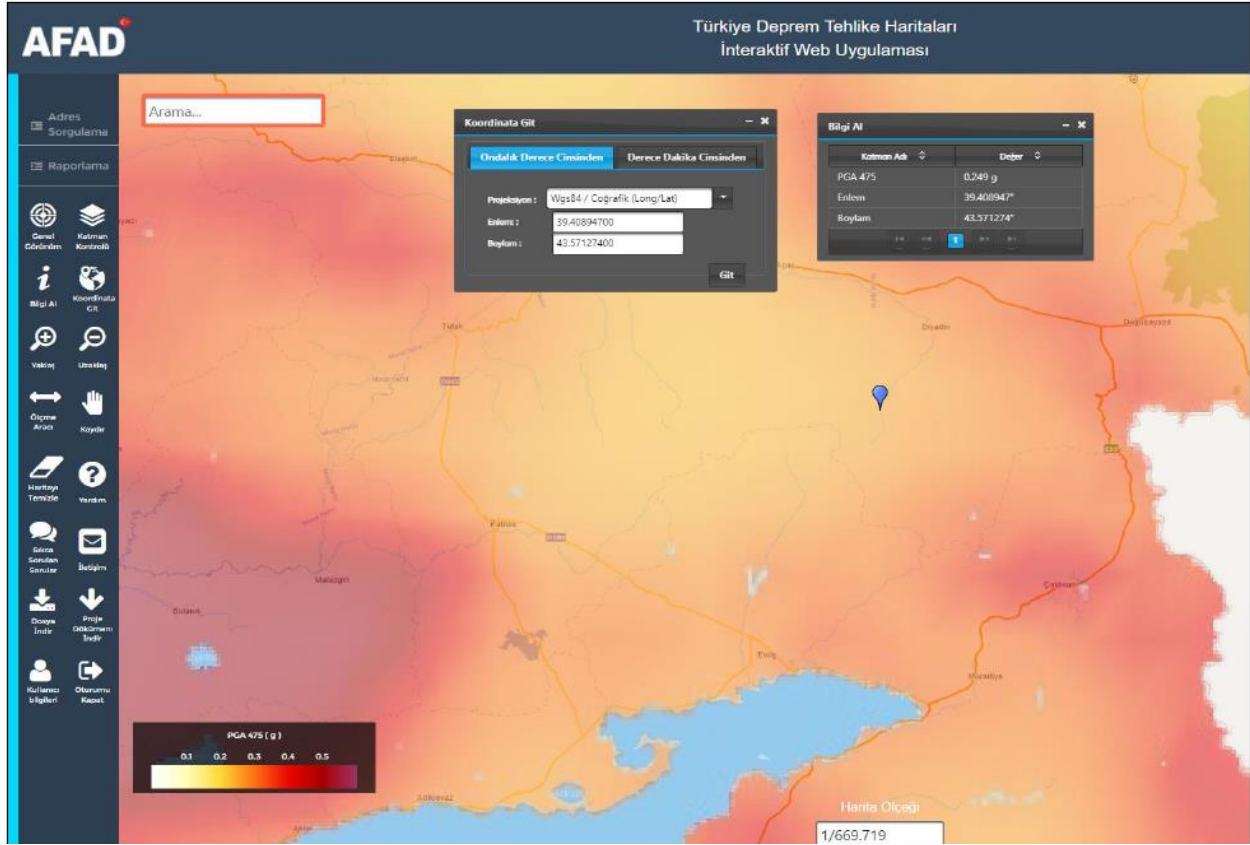 AFAD
Türkiye Deprem Tehlike Haritaları
İnteraktif Web Uygulaması
Adres
Sorgulama
Raporlama
Genel
Görünüm
Katman
Kontrolü
Bilgi Al
Koordinata
Git
Yaklaş
Uzaklaş
Ölçme
Aracı
Kaydır
Haritayı
Temizle
Yardım
Sıkca
Sorulan
Sorular
İletişim
Dosya
İndir
Proje
Dökümanı
İndir
Kullanıcı
bilgileri
Oturumu
Kapat
Arama...
Koordinata Git
Ondalık Derece Cinsinden
Derece Dakika Cinsinden
Projeksiyon :
Wgs84 / Coğrafik (Long/Lat)
Enlem :
39.40894700
Boylam :
43.57127400
Git
Bilgi Al
Katman Adı
Değer
PGA 475
0.249 g
Enlem
39.408947°
Boylam
43.571274°
1
Tutak
Diyadin
Doğubayazıt
Patnos
Malazgirt
Bulanık
Çaldıran
Erciş
Muradiye
Adilcevaz
PGA 475 ( g )
0.1 0.2 0.3 0.4 0.5
Harita Ölçeği
1/669.719